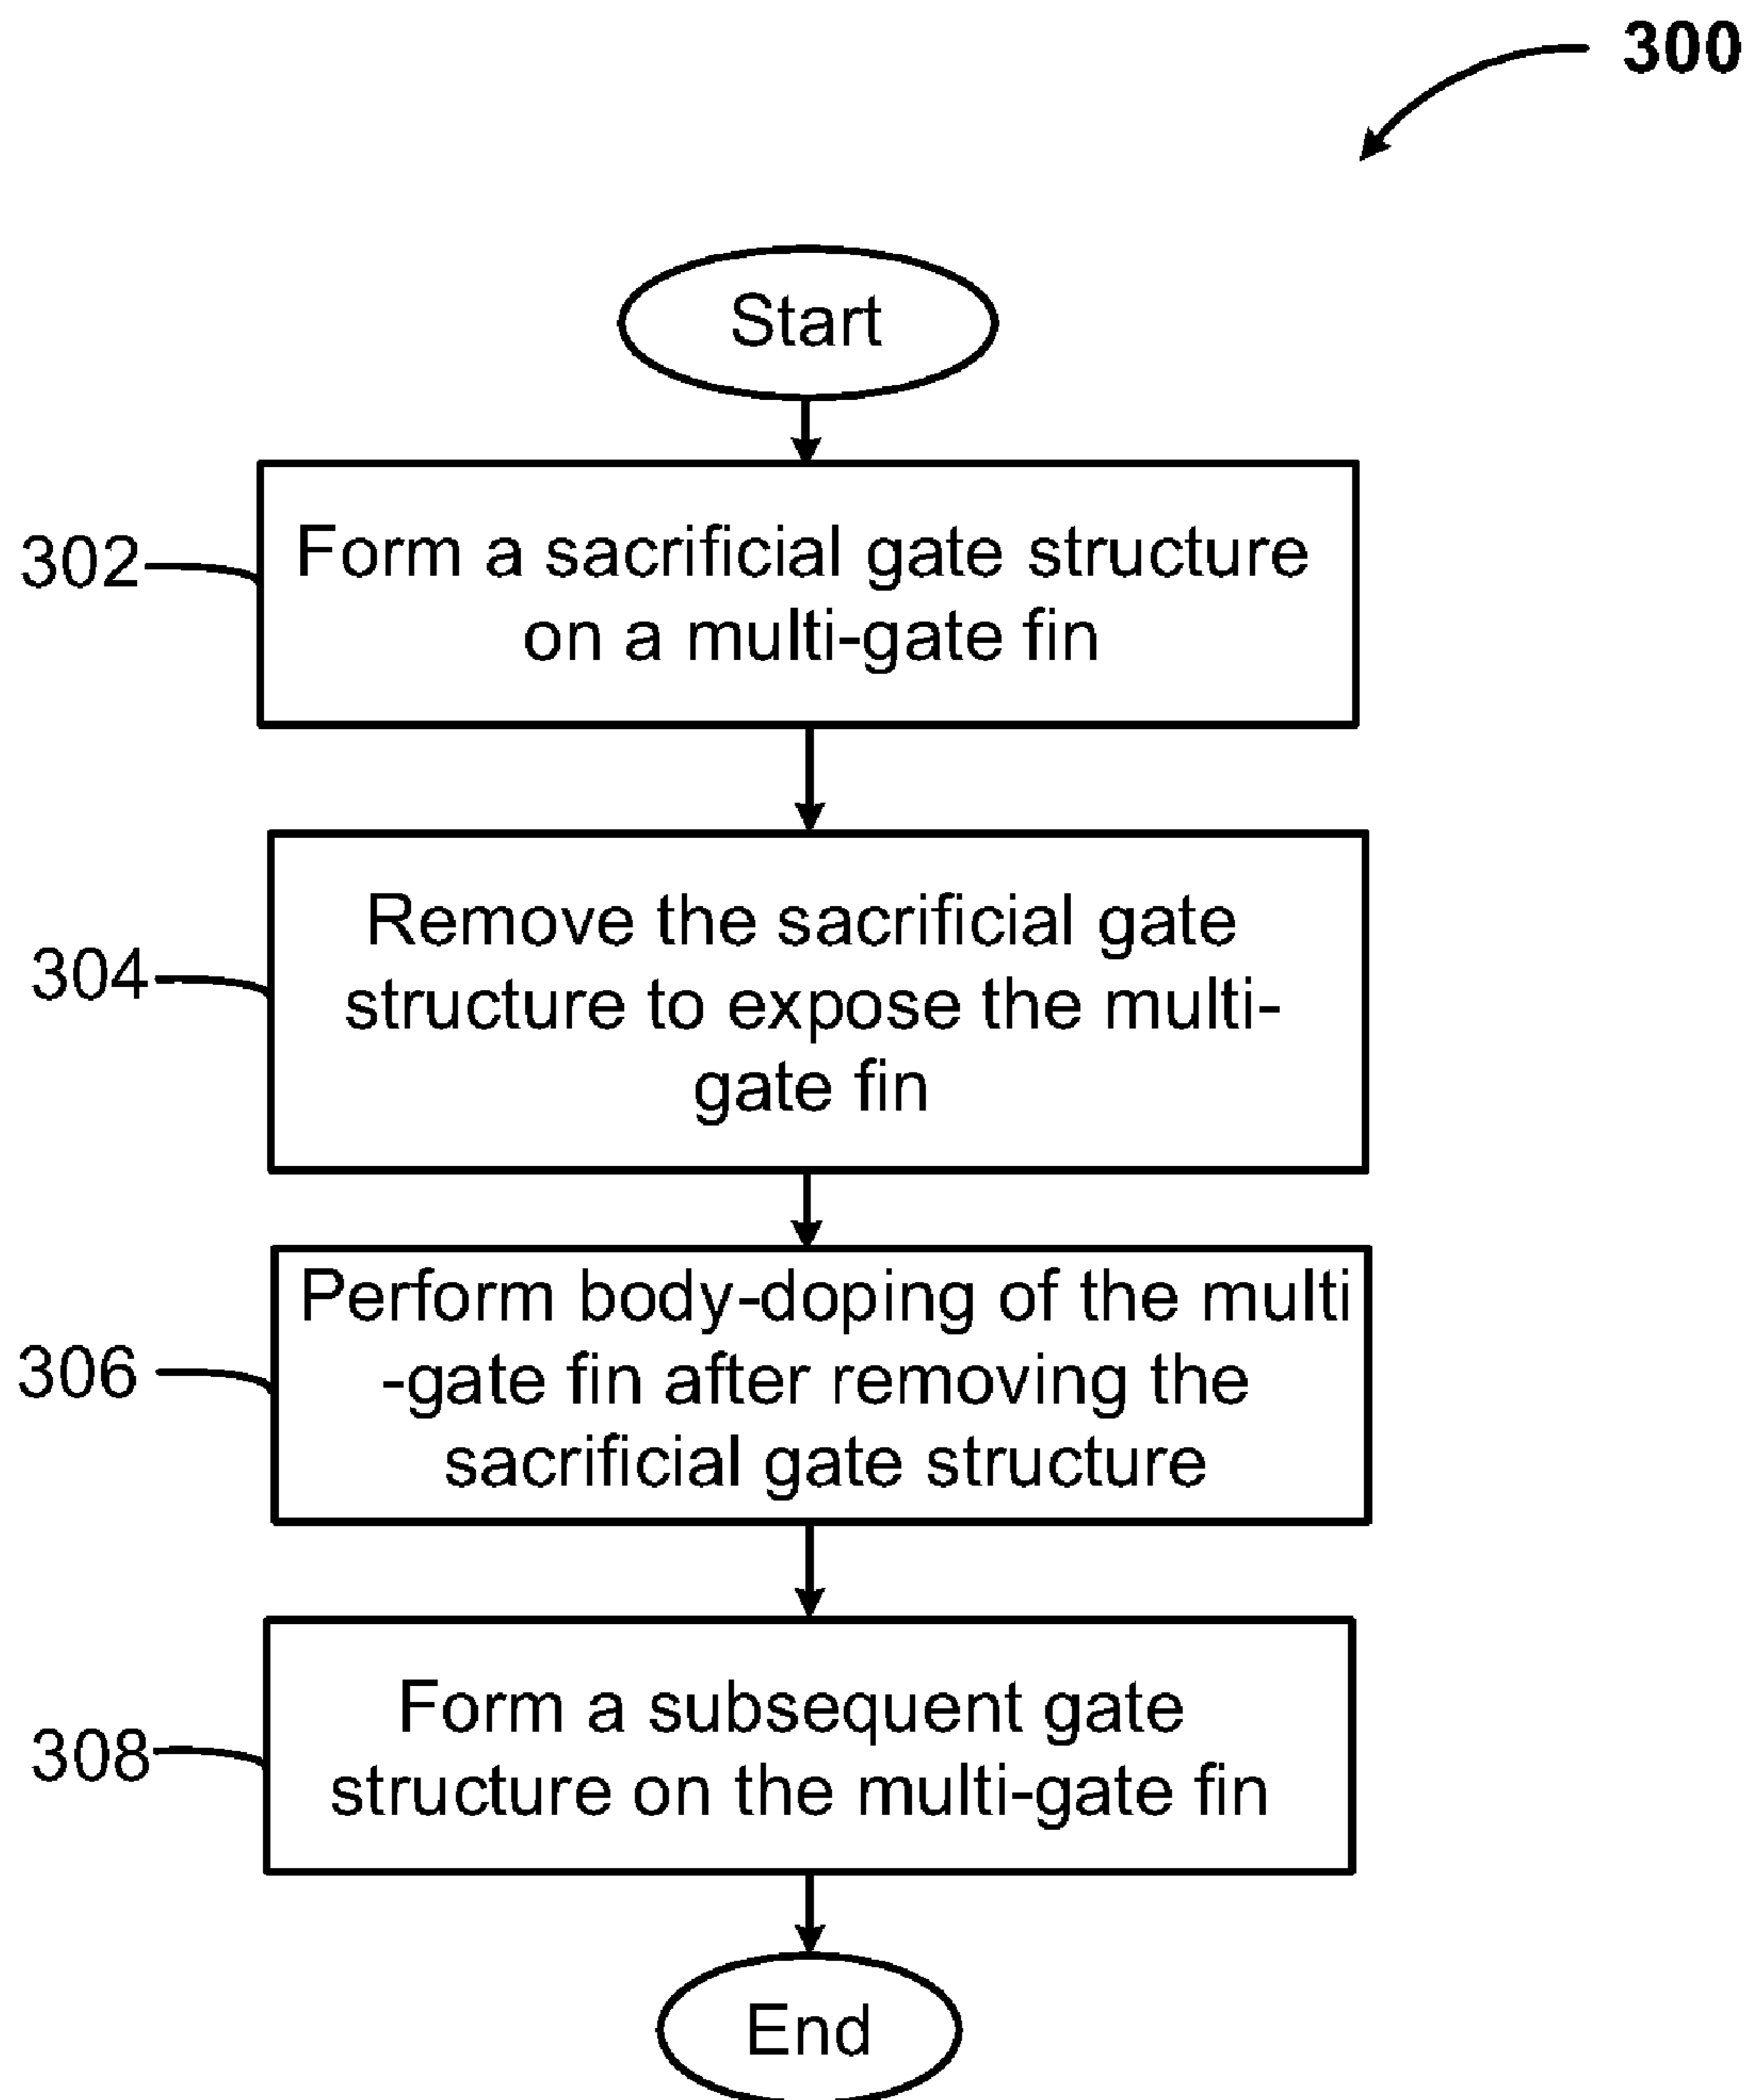 300
Start
302
Form a sacrificial gate structure
on a multi-gate fin
304
Remove the sacrificial gate
structure to expose the multi-
gate fin
306
Perform body-doping of the multi
-gate fin after removing the
sacrificial gate structure
308
Form a subsequent gate
structure on the multi-gate fin
End